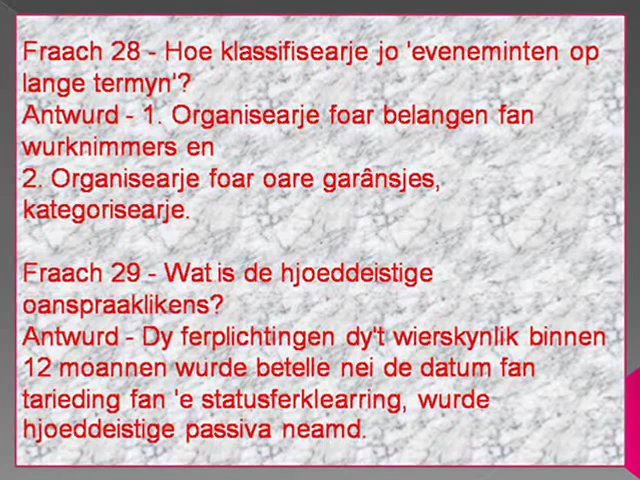 Fraach 28 - Hoe klassifisearje jo 'eveneminten op
lange termyn'?
Antwurd - 1. Organisearje foar belangen fan
wurknimmers en
2. Organisearje foar oare garânsjes,
kategorisearje.
Fraach 29 - Wat is de hjoeddeistige
oanspraaklikens?
Antwurd - Dy ferplichtingen dy't wierskynlik binnen
12 moannen wurde betelle nei de datum fan
tarieding fan 'e statusferklearring, wurde
hjoeddeistige passiva neamd.